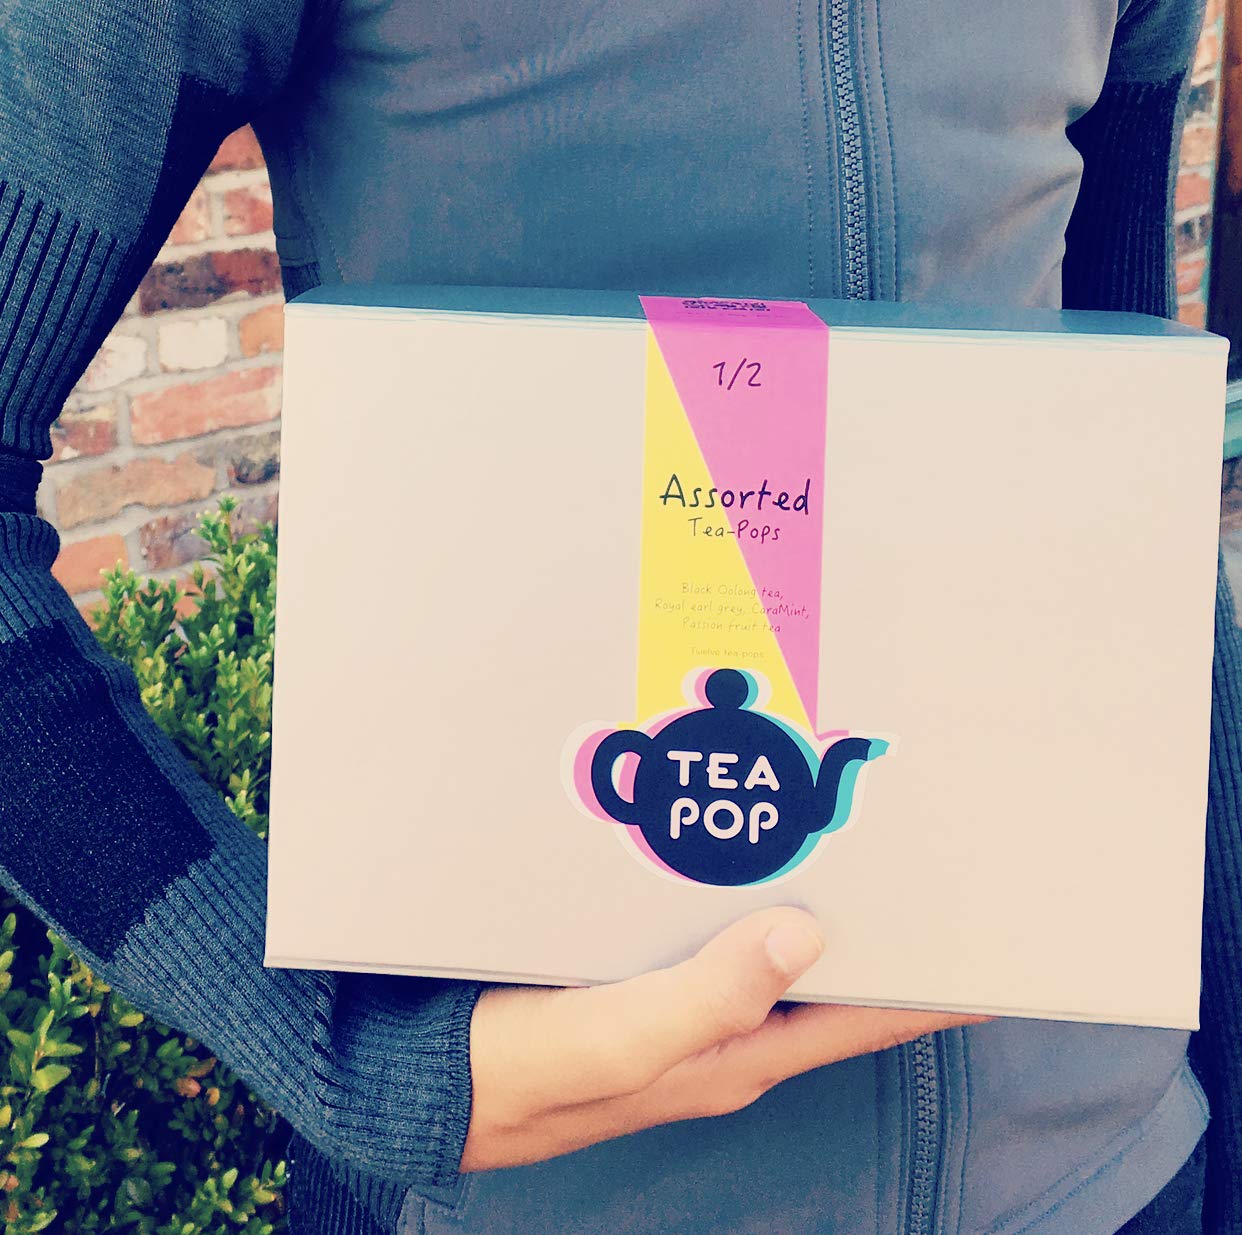 1/2
Assorted
Tea-Pops
Black Oolong tea,
Royal earl grey, CaraMint,
Passion fruit tea
Twelve tea-pops
TEA
POP